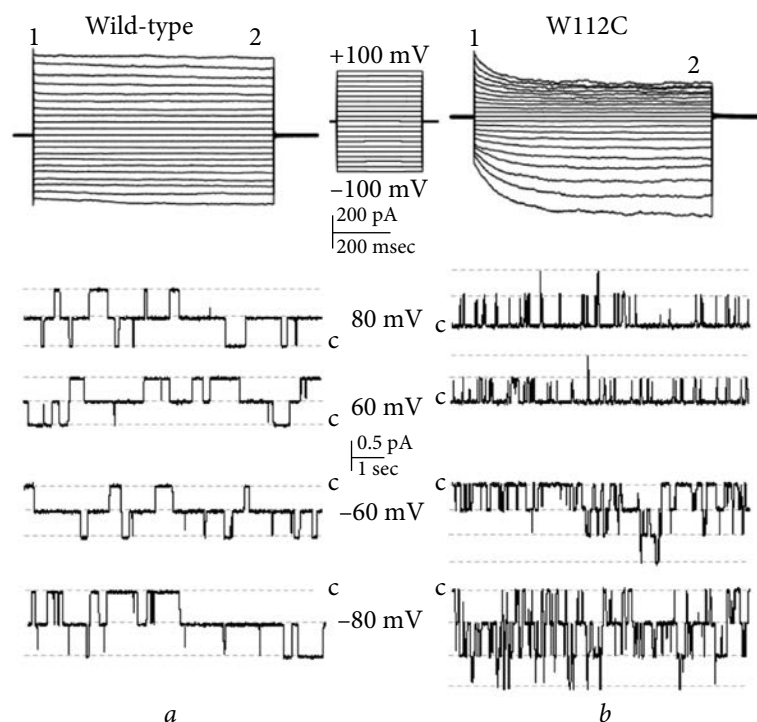 Wild-type
W112C
1
2
+100 mV
–100 mV
1
2
200 pA
200 msec
c
80 mV
c
c
60 mV
c
0.5 pA
1 sec
c
–60 mV
c
c
–80 mV
c
a
b